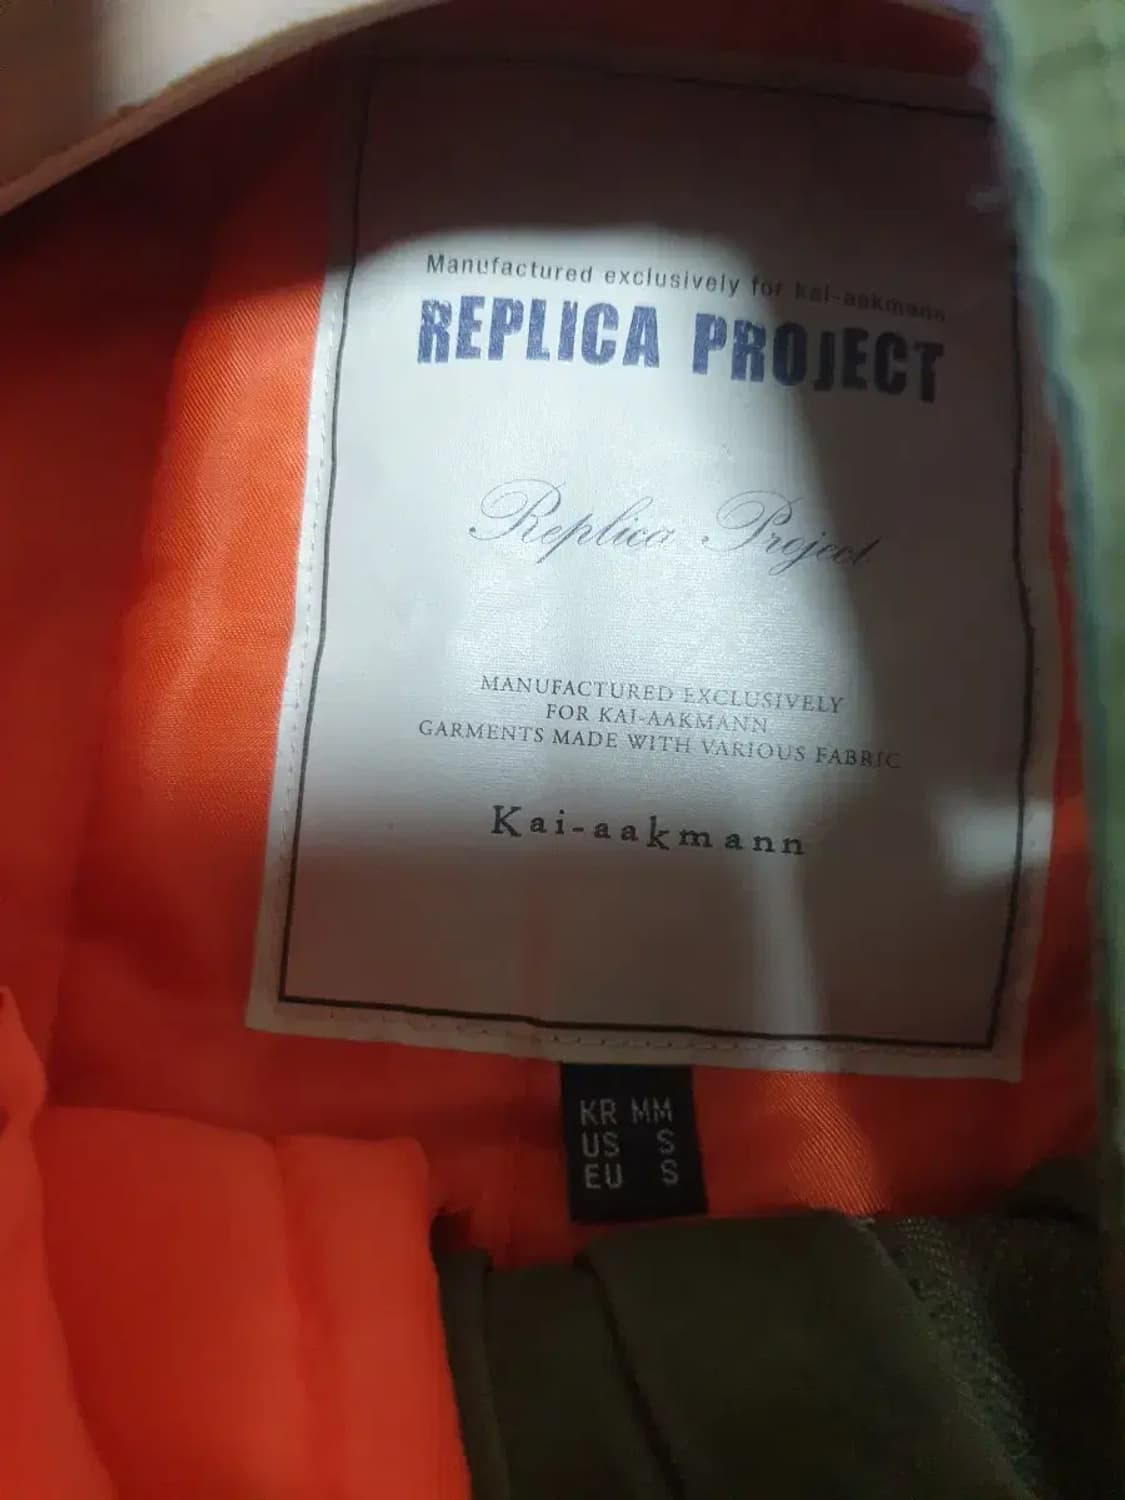 Manufactured exclusively for kai-aakmann
REPLICA PROJECT
Replica Project
MANUFACTURED EXCLUSIVELY
FOR KAI-AAKMANN
GARMENTS MADE WITH VARIOUS FABRIC
Kai-aakmann
KR MM
US S
EU S